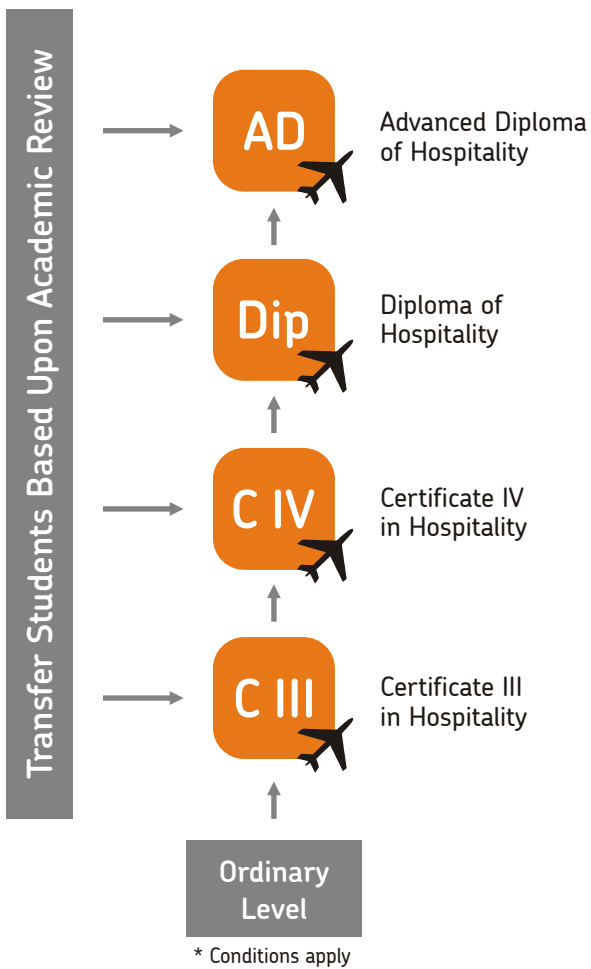 Transfer Students Based Upon Academic Review
AD
Advanced Diploma
of Hospitality
Dip
Diploma of
Hospitality
C IV
Certificate IV
in Hospitality
C III
Certificate III
in Hospitality
Ordinary
Level
* Conditions apply